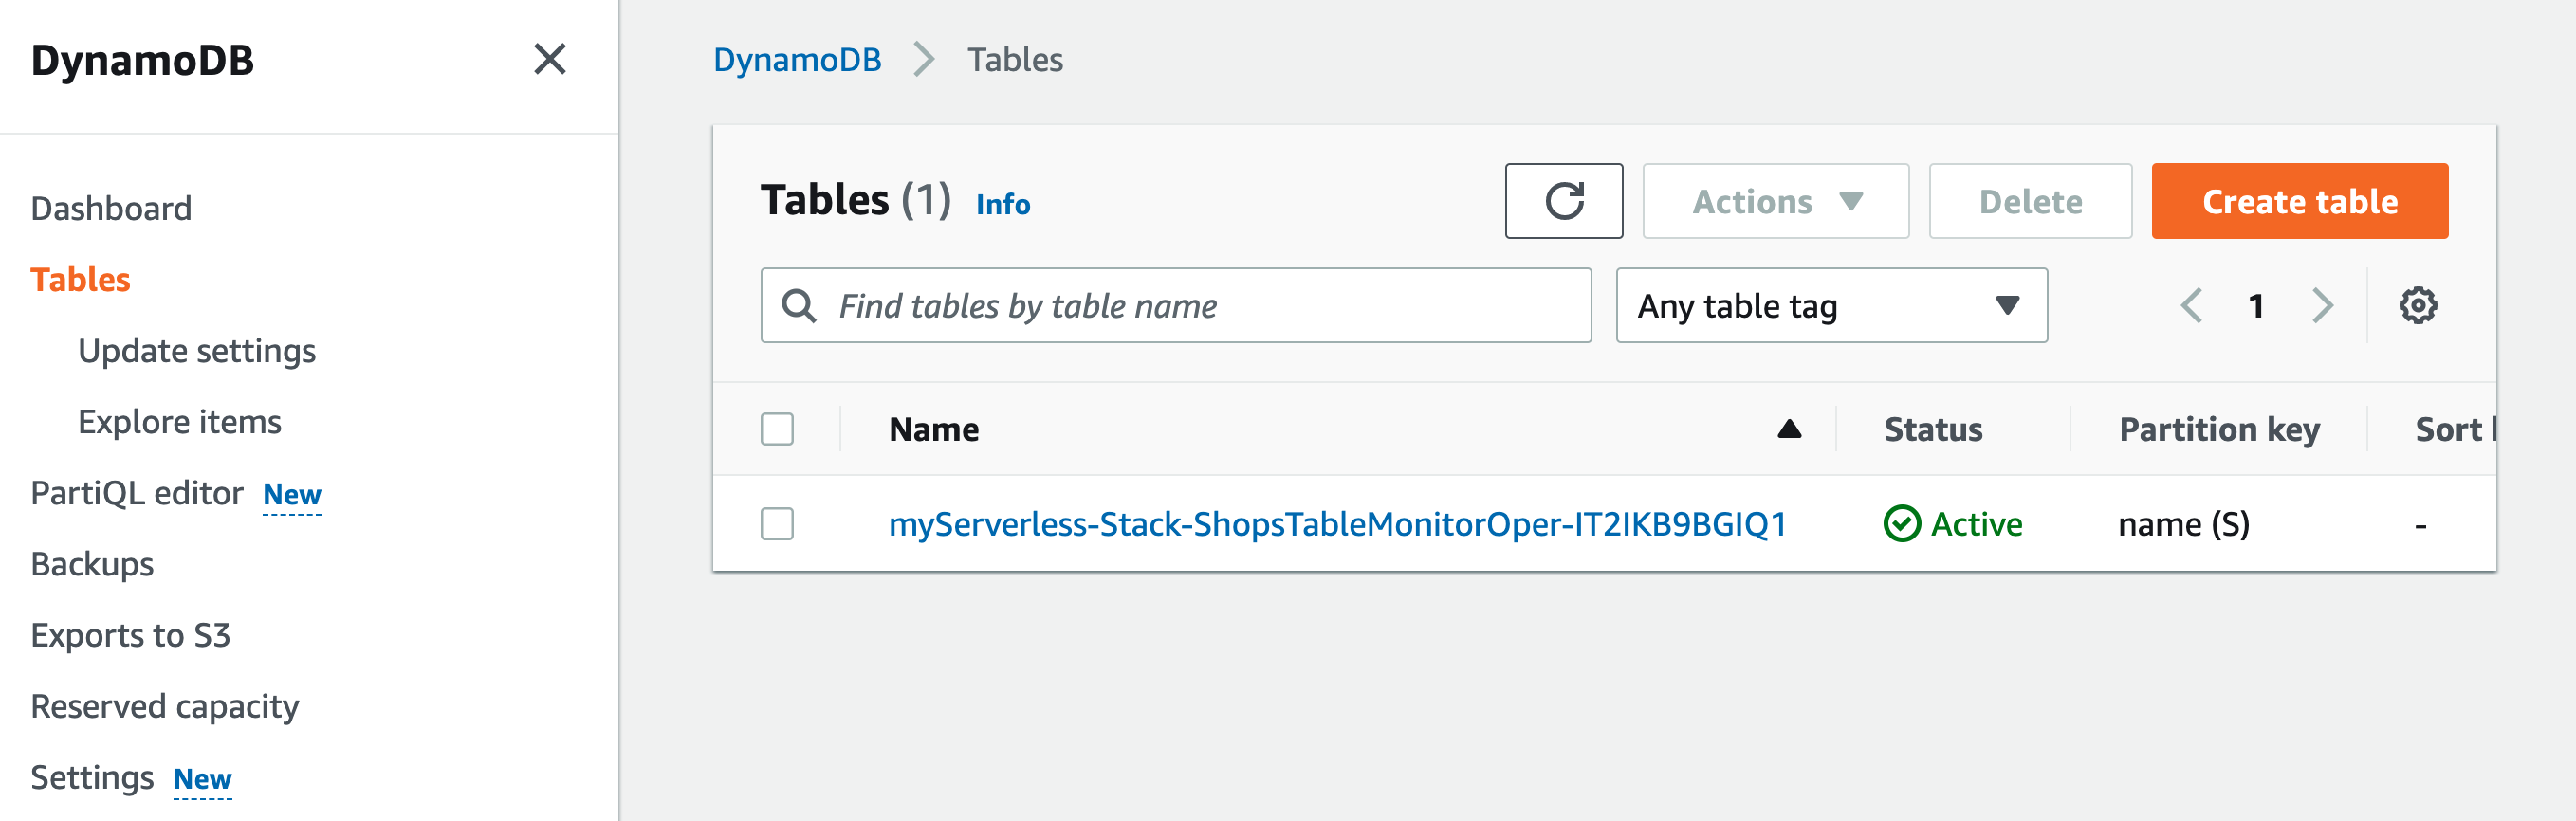 DynamoDB
Dashboard
Tables
Update settings
Explore items
PartiQL editor New
Backups
Exports to S3
Reserved capacity
Settings New
DynamoDB Tables
Tables (1) Info Actions Delete Create table
Find tables by table name Any table tag 1
Name Status Partition key Sort
myServerless-Stack-ShopsTableMonitorOper-IT2IKB9BGIQ1 Active name (S) -